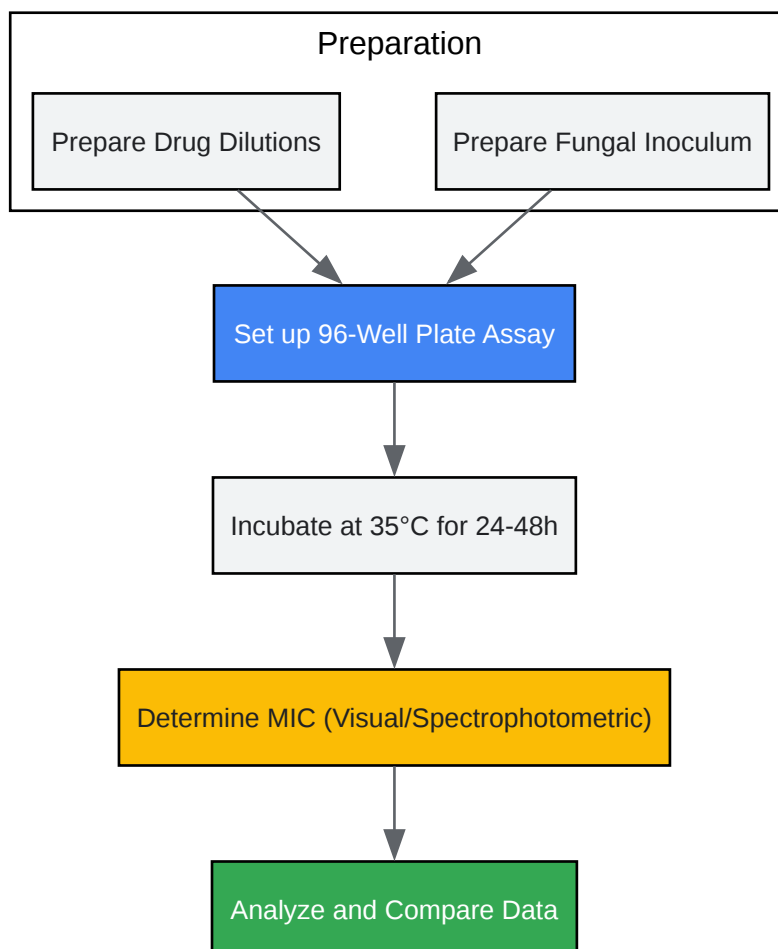 Preparation
Prepare Drug Dilutions
Prepare Fungal Inoculum
Set up 96-Well Plate Assay
Incubate at 35°C for 24-48h
Determine MIC (Visual/Spectrophotometric)
Analyze and Compare Data